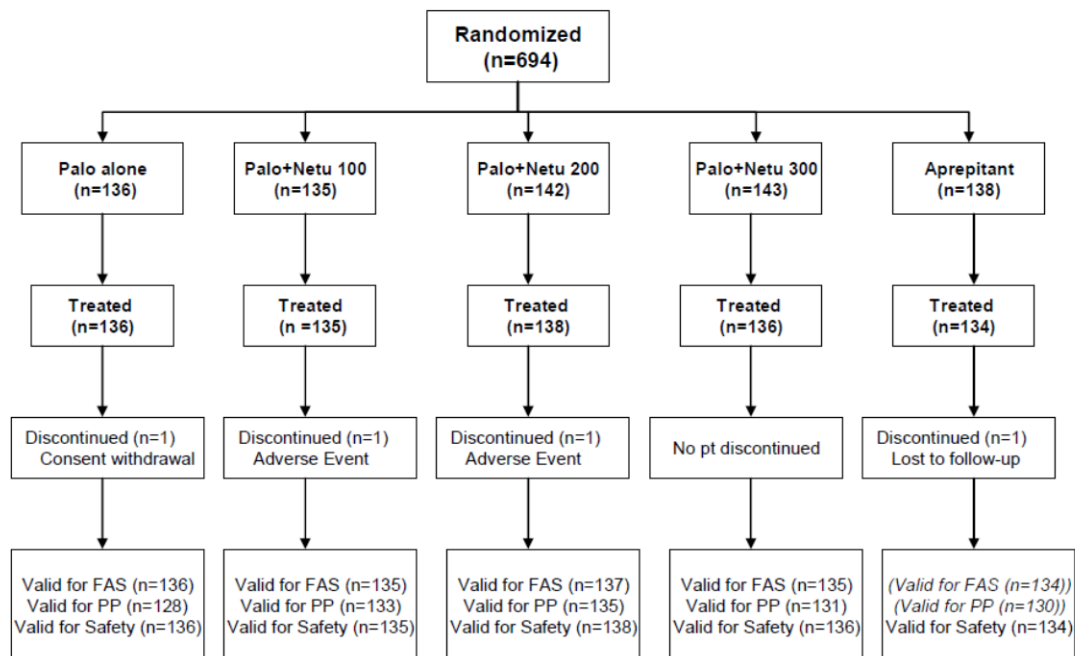 Randomized
(n=694)
Palo alone
(n=136)
Palo+Netu 100
(n=135)
Palo+Netu 200
(n=142)
Palo+Netu 300
(n=143)
Aprepitant
(n=138)
Treated
(n=136)
Treated
(n =135)
Treated
(n=138)
Treated
(n=136)
Treated
(n=134)
Discontinued (n=1)
Consent withdrawal
Discontinued (n=1)
Adverse Event
Discontinued (n=1)
Adverse Event
No pt discontinued
Discontinued (n=1)
Lost to follow-up
Valid for FAS (n=136)
Valid for PP (n=128)
Valid for Safety (n=136)
Valid for FAS (n=135)
Valid for PP (n=133)
Valid for Safety (n=135)
Valid for FAS (n=137)
Valid for PP (n=135)
Valid for Safety (n=138)
Valid for FAS (n=135)
Valid for PP (n=131)
Valid for Safety (n=136)
(Valid for FAS (n=134))
(Valid for PP (n=130))
Valid for Safety (n=134)